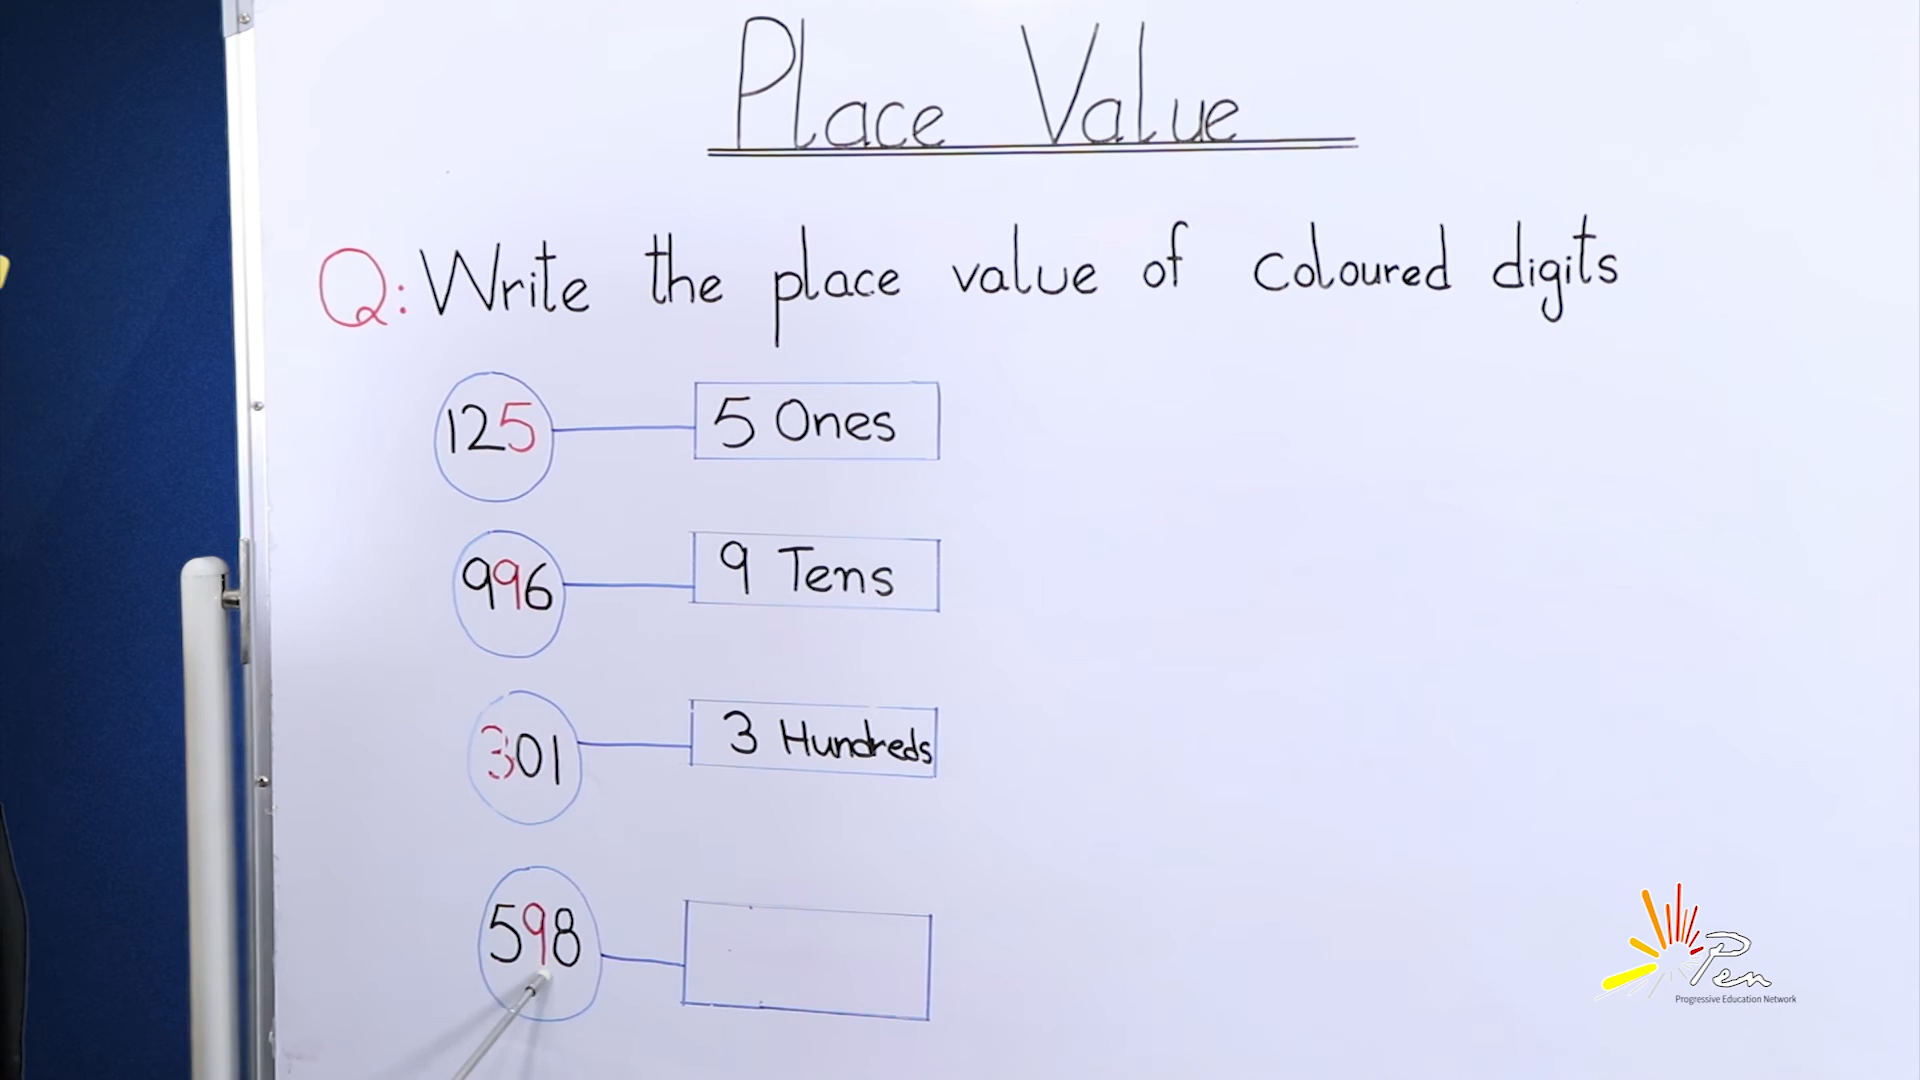 Place Value
Q: Write the place value of coloured digits
125 5 Ones
996 9 Tens
301 3 Hundreds
598
Pen
Progressive Education Network